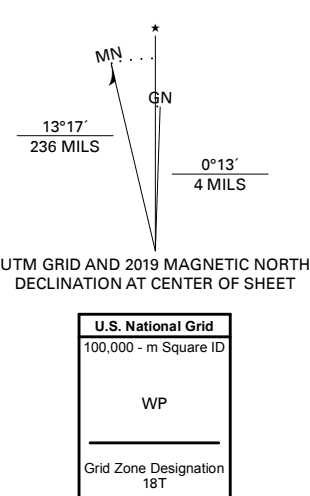 ★
MN
GN
13°17´
236 MILS
0°13´
4 MILS
UTM GRID AND 2019 MAGNETIC NORTH
DECLINATION AT CENTER OF SHEET
U.S. National Grid
100,000 - m Square ID
WP
Grid Zone Designation
18T